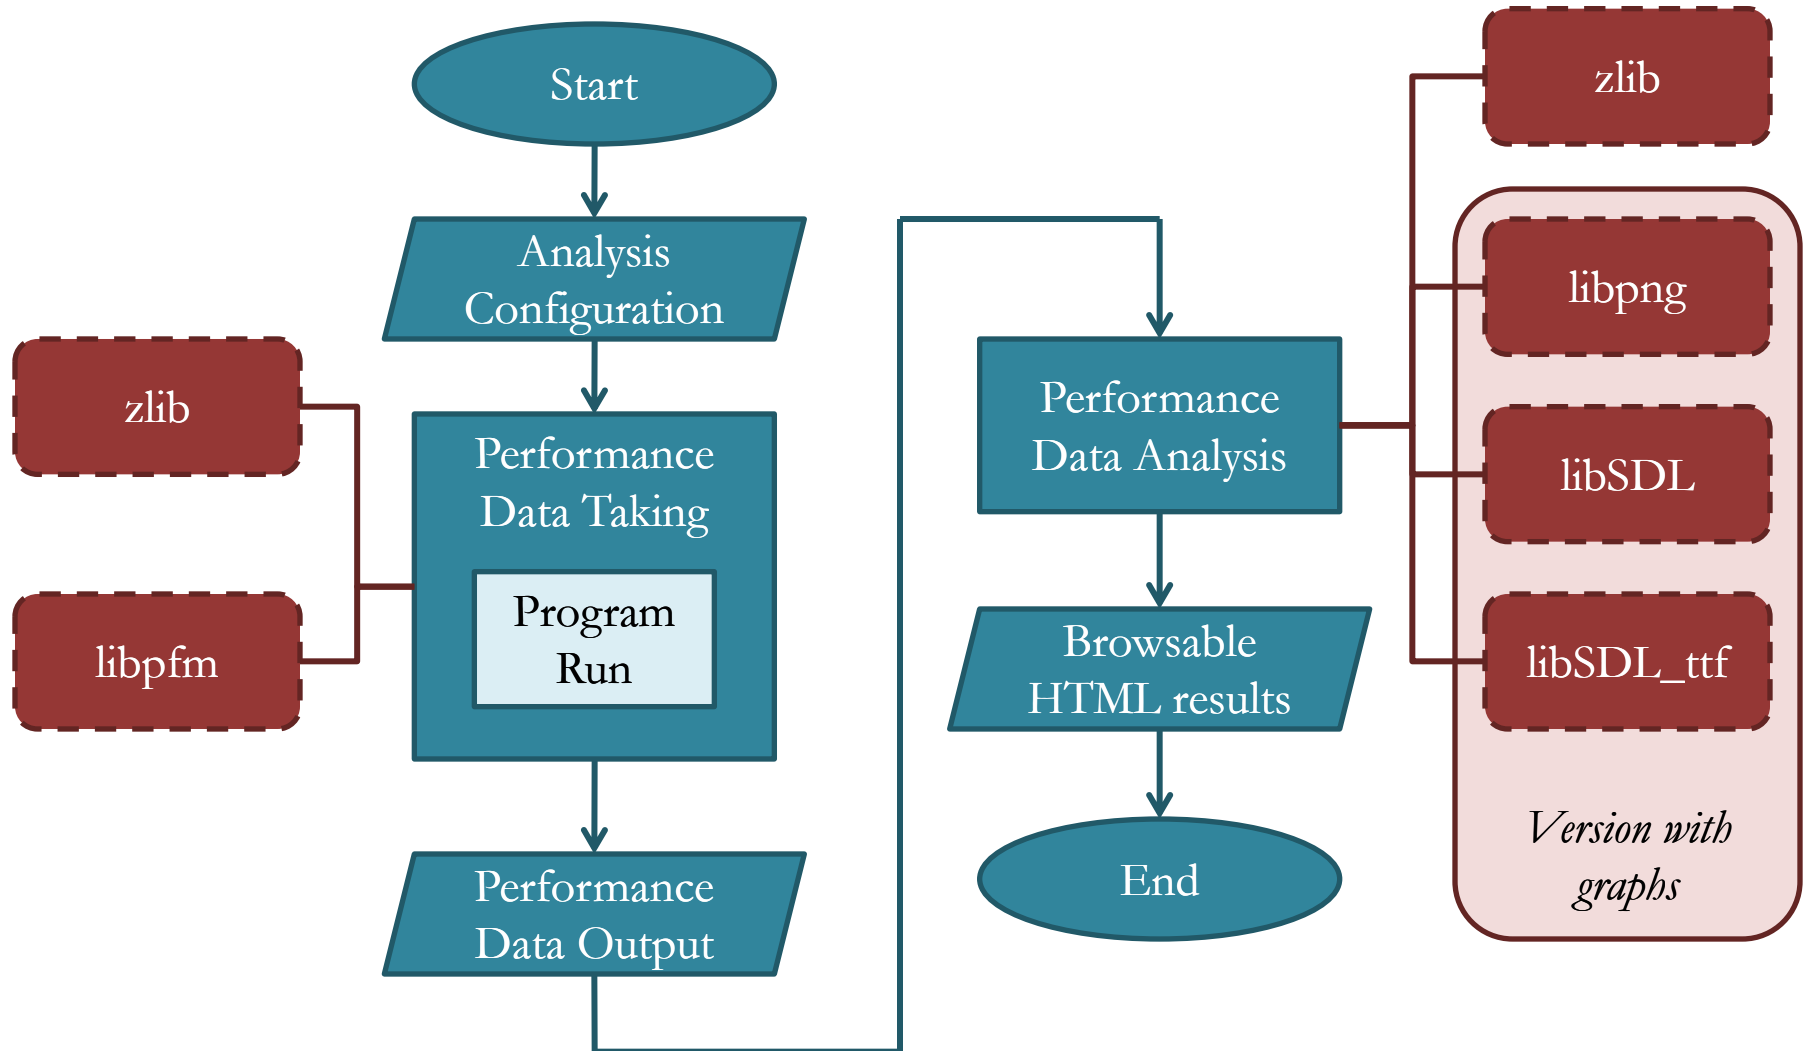 Start
Analysis
Configuration
zlib
libpfm
Performance
Data Taking
Program
Run
Performance
Data Output
Performance
Data Analysis
Browsable
HTML results
End
zlib
libpng
libSDL
libSDL_ttf
Version with
graphs